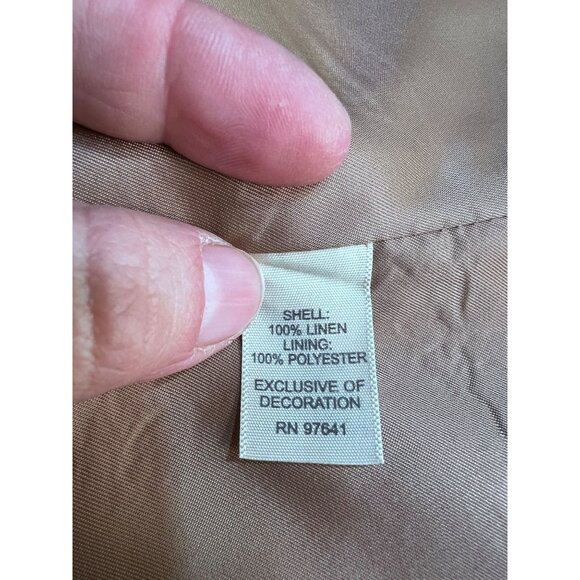 SHELL:
100% LINEN
LINING:
100% POLYESTER
EXCLUSIVE OF
DECORATION
RN 97641